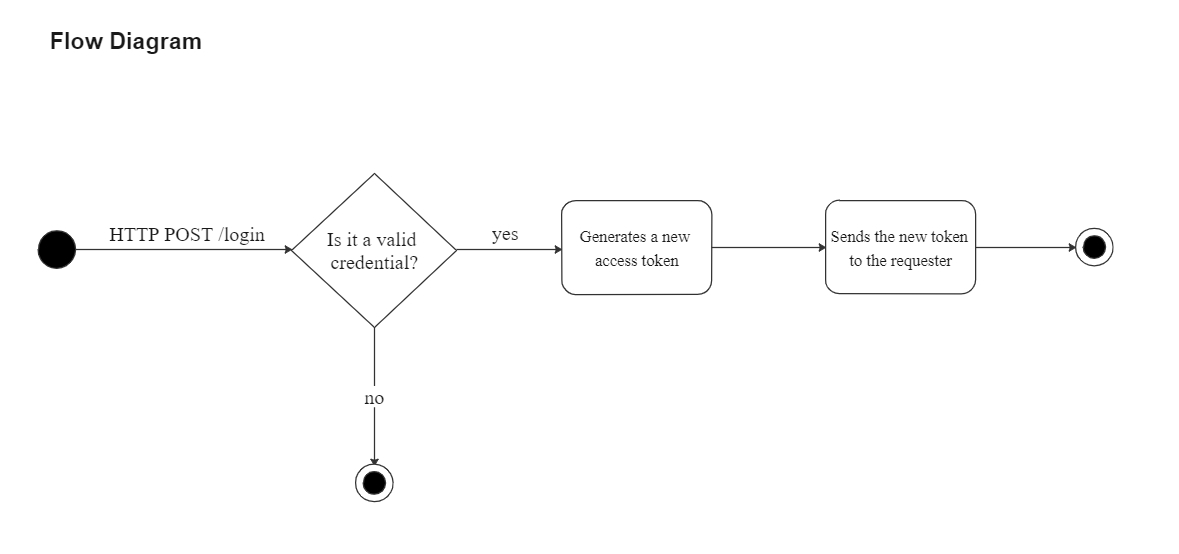 Flow Diagram
HTTP POST /login
Is it a valid
credential?
yes
Generates a new
access token
Sends the new token
to the requester
no